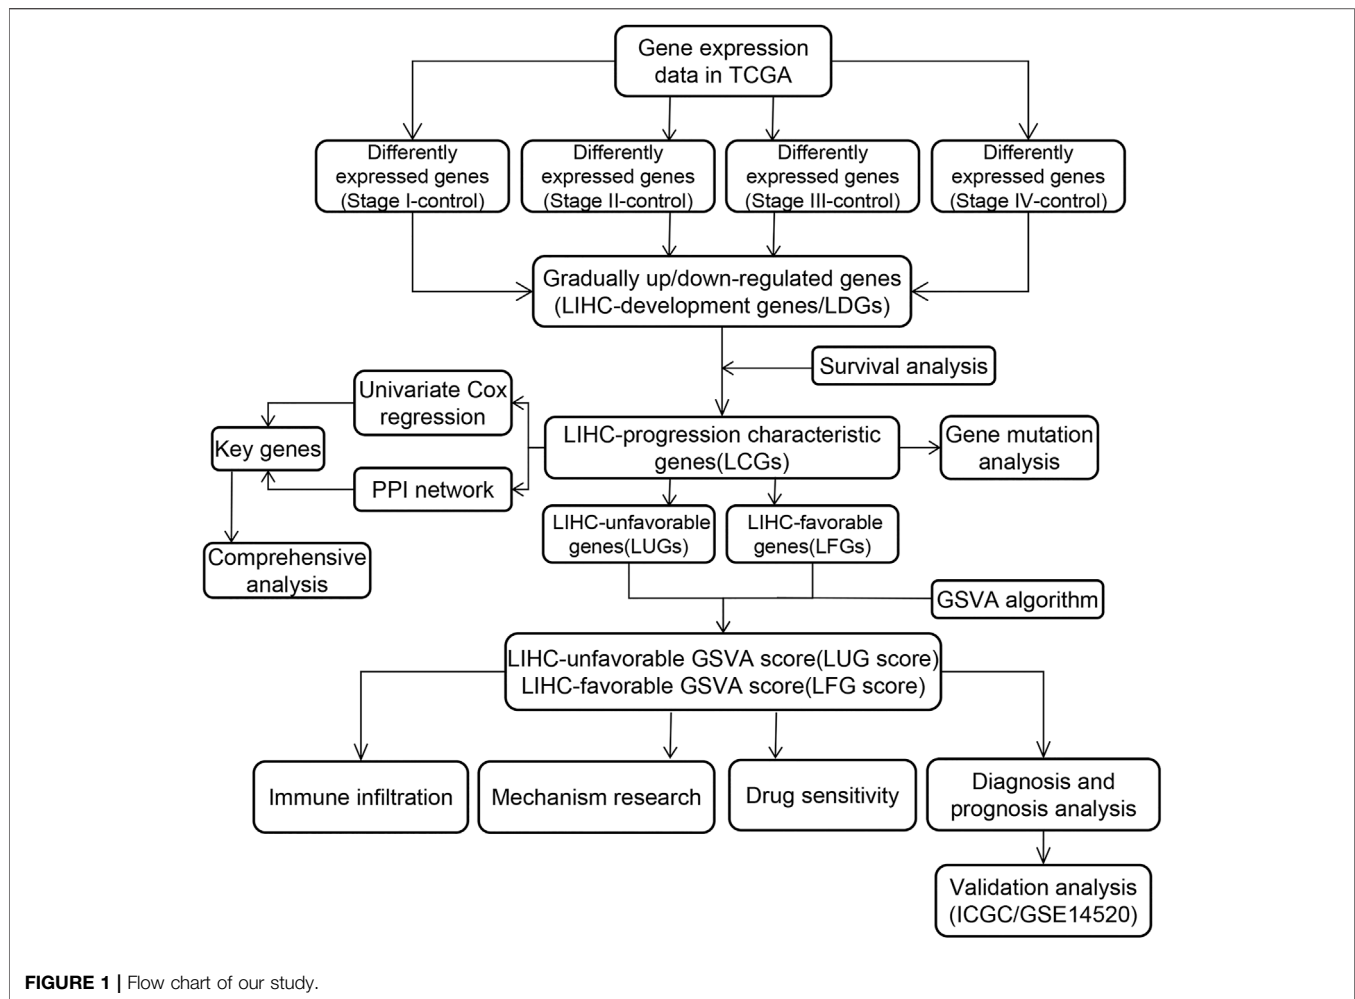 Gene expression
data in TCGA
Differently
expressed genes
(Stage I-control)
Differently
expressed genes
(Stage II-control)
Differently
expressed genes
(Stage III-control)
Differently
expressed genes
(Stage IV-control)
Gradually up/down-regulated genes
(LIHC-development genes/LDGs)
Survival analysis
Univariate Cox
regression
Key genes
PPI network
Comprehensive
analysis
LIHC-progression characteristic
genes(LCGs)
Gene mutation
analysis
LIHC-unfavorable
genes(LUGs)
LIHC-favorable
genes(LFGs)
GSVA algorithm
LIHC-unfavorable GSVA score(LUG score)
LIHC-favorable GSVA score(LFG score)
Immune infiltration
Mechanism research
Drug sensitivity
Diagnosis and
prognosis analysis
Validation analysis
(ICGC/GSE14520)
FIGURE 1 | Flow chart of our study.